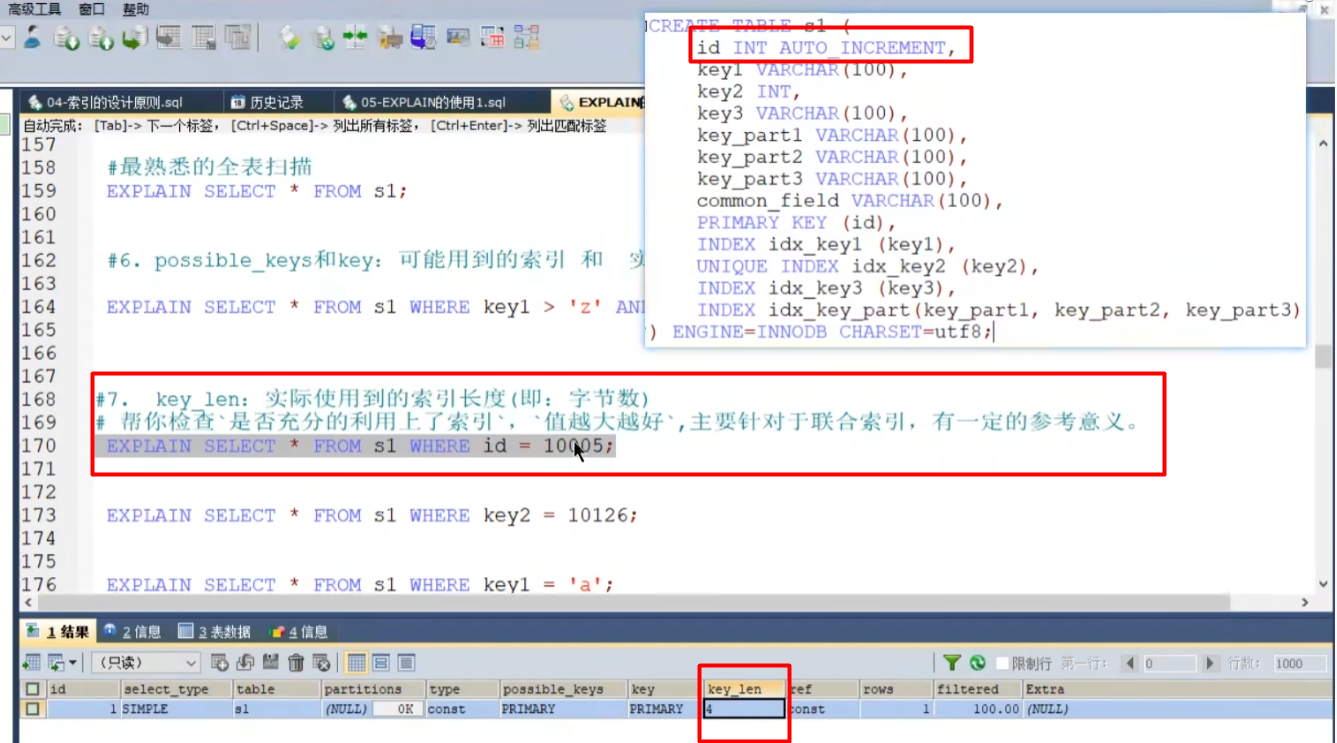 高级工具 窗口 帮助
04-索引的设计原则.sql 历史记录 05-EXPLAIN的使用1.sql EXPLAIN
自动完成: [Tab]-> 下一个标签, [Ctrl+Space]-> 列出所有标签, [Ctrl+Enter]-> 列出匹配标签
CREATE TABLE s1 (
id INT AUTO_INCREMENT,
key1 VARCHAR(100),
key2 INT,
key3 VARCHAR(100),
key_part1 VARCHAR(100),
key_part2 VARCHAR(100),
key_part3 VARCHAR(100),
common_field VARCHAR(100),
PRIMARY KEY (id),
INDEX idx_key1 (key1),
UNIQUE INDEX idx_key2 (key2),
INDEX idx_key3 (key3),
INDEX idx_key_part(key_part1, key_part2, key_part3)
) ENGINE=INNODB CHARSET=utf8;
157
158 #最熟悉的全表扫描
159 EXPLAIN SELECT * FROM s1;
160
161
162 #6. possible_keys和key: 可能用到的索引 和 实
163
164 EXPLAIN SELECT * FROM s1 WHERE key1 > 'z' AN
165
166
167
168 #7. key_len: 实际使用到的索引长度(即: 字节数)
169 # 帮你检查`是否充分的利用上了索引`, `值越大越好`,主要针对于联合索引, 有一定的参考意义。
170 EXPLAIN SELECT * FROM s1 WHERE id = 10005;
171
172
173 EXPLAIN SELECT * FROM s1 WHERE key2 = 10126;
174
175
176 EXPLAIN SELECT * FROM s1 WHERE key1 = 'a';
1 结果 2 信息 3 表数据 4 信息
(只读) 限制行 第一行: 0 行数: 1000
id select_type table partitions type possible_keys key key_len ref rows filtered Extra
1 SIMPLE s1 (NULL) 0K const PRIMARY PRIMARY 4 const 1 100.00 (NULL)